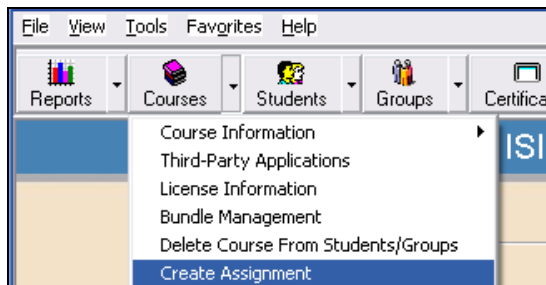 File View Tools Favorites Help
Reports Courses Students Groups
Course Information
ISI
Third-Party Applications
License Information
Bundle Management
Delete Course From Students/Groups
Create Assignment